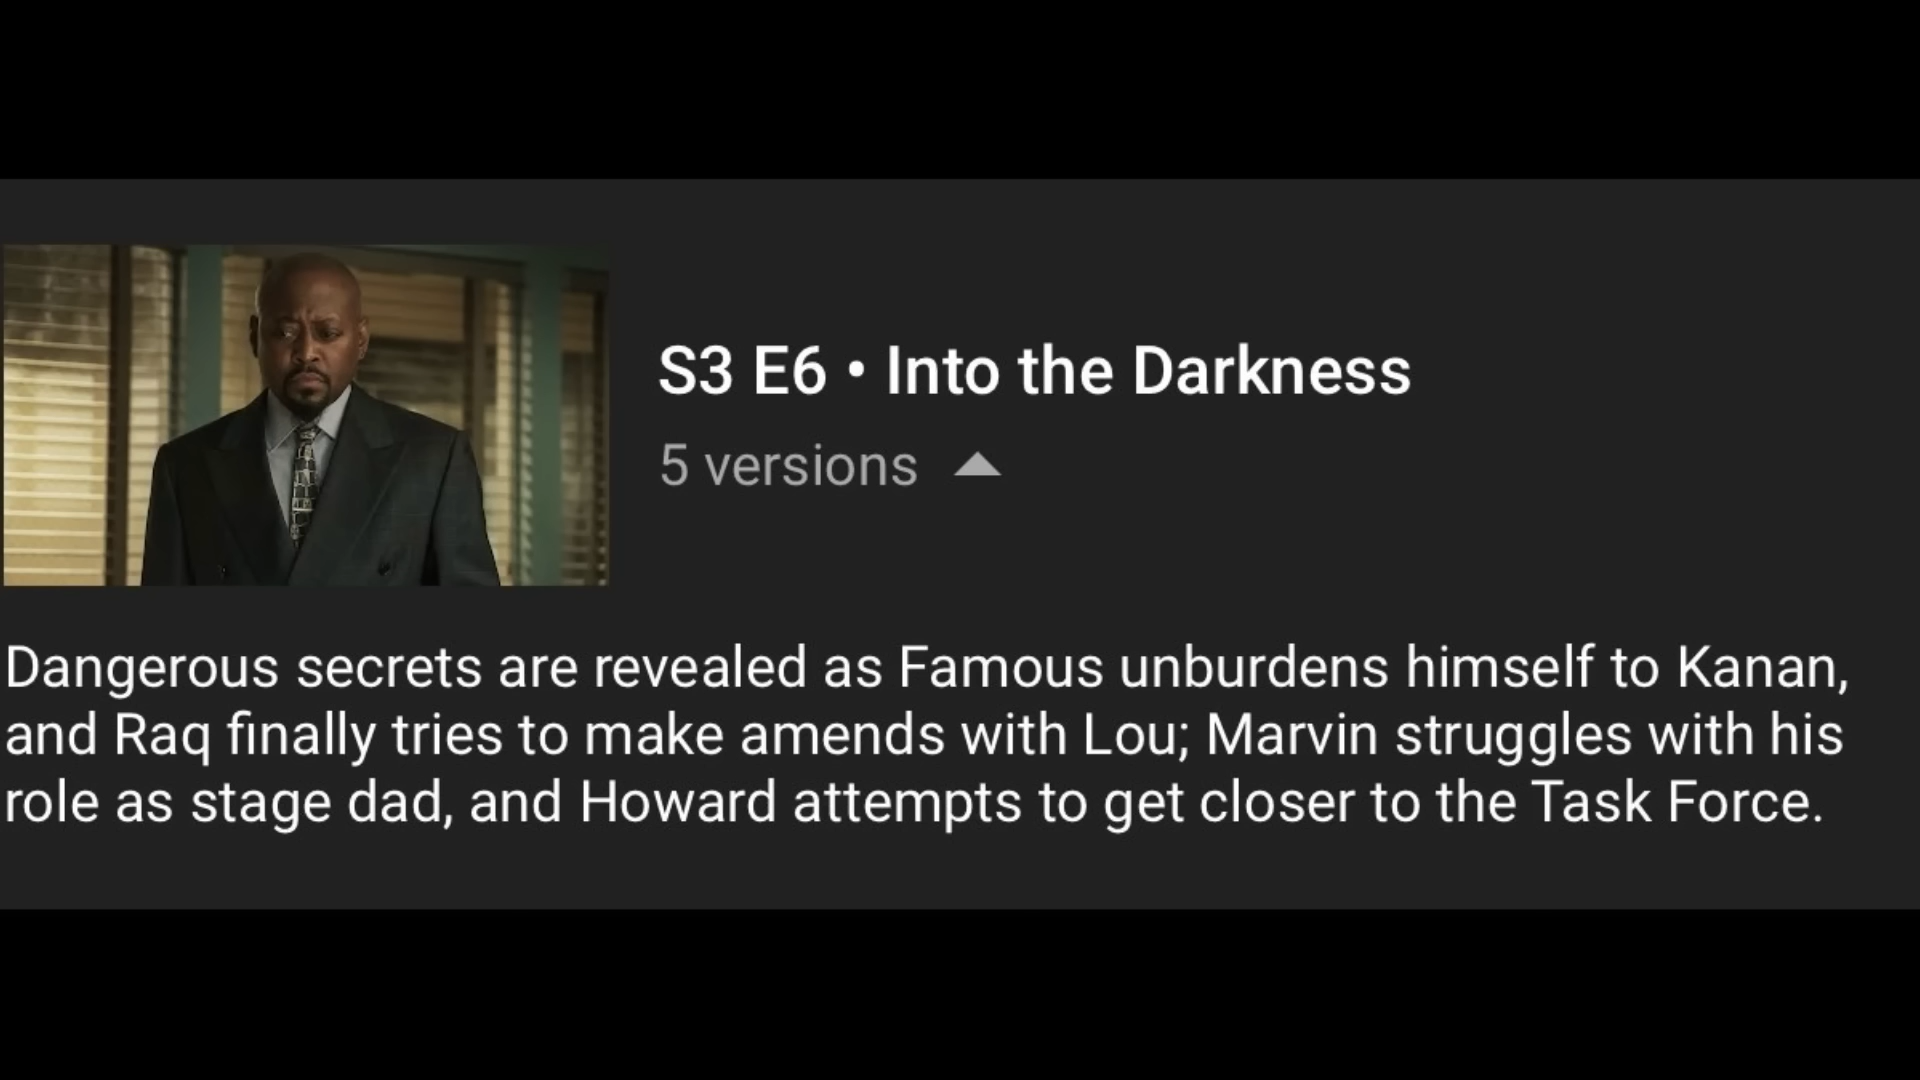 S3 E6 • Into the Darkness
5 versions
Dangerous secrets are revealed as Famous unburdens himself to Kanan,
and Raq finally tries to make amends with Lou; Marvin struggles with his
role as stage dad, and Howard attempts to get closer to the Task Force.